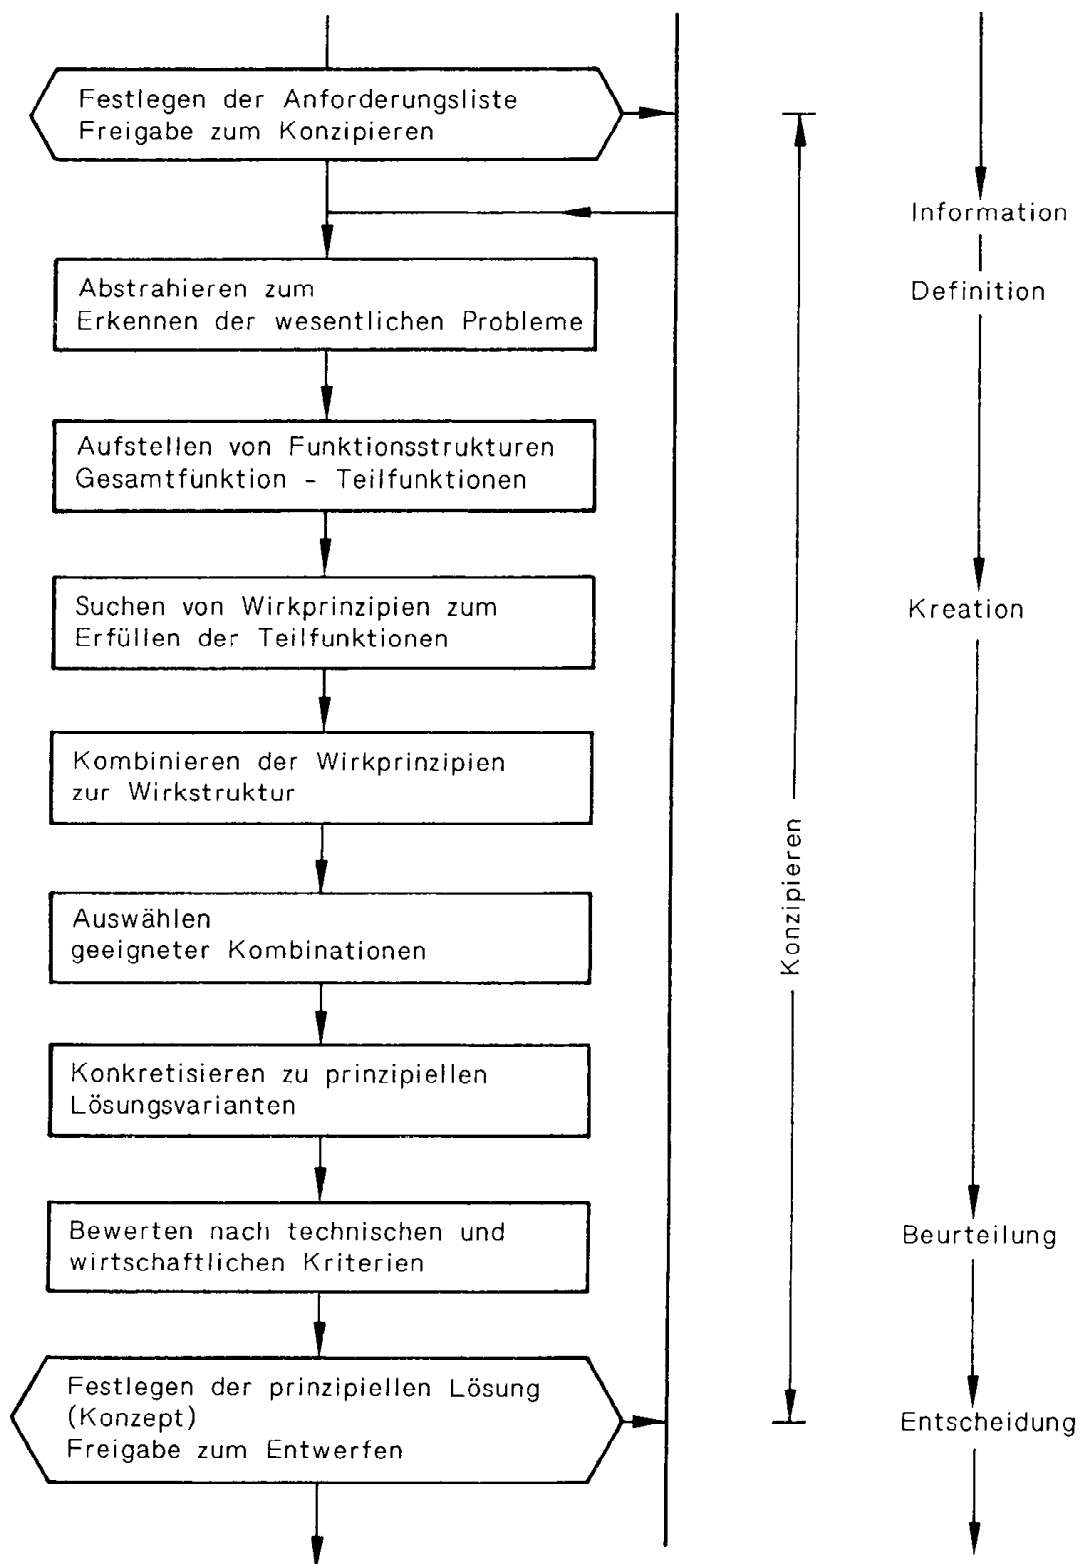 Festlegen der Anforderungsliste
Freigabe zum Konzipieren
Abstrahieren zum
Erkennen der wesentlichen Probleme
Aufstellen von Funktionsstrukturen
Gesamtfunktion - Teilfunktionen
Suchen von Wirkprinzipien zum
Erfüllen der Teilfunktionen
Kombinieren der Wirkprinzipien
zur Wirkstruktur
Auswählen
geeigneter Kombinationen
Konkretisieren zu prinzipiellen
Lösungsvarianten
Bewerten nach technischen und
wirtschaftlichen Kriterien
Festlegen der prinzipiellen Lösung
(Konzept)
Freigabe zum Entwerfen
Konzipieren
Information
Definition
Kreation
Beurteilung
Entscheidung